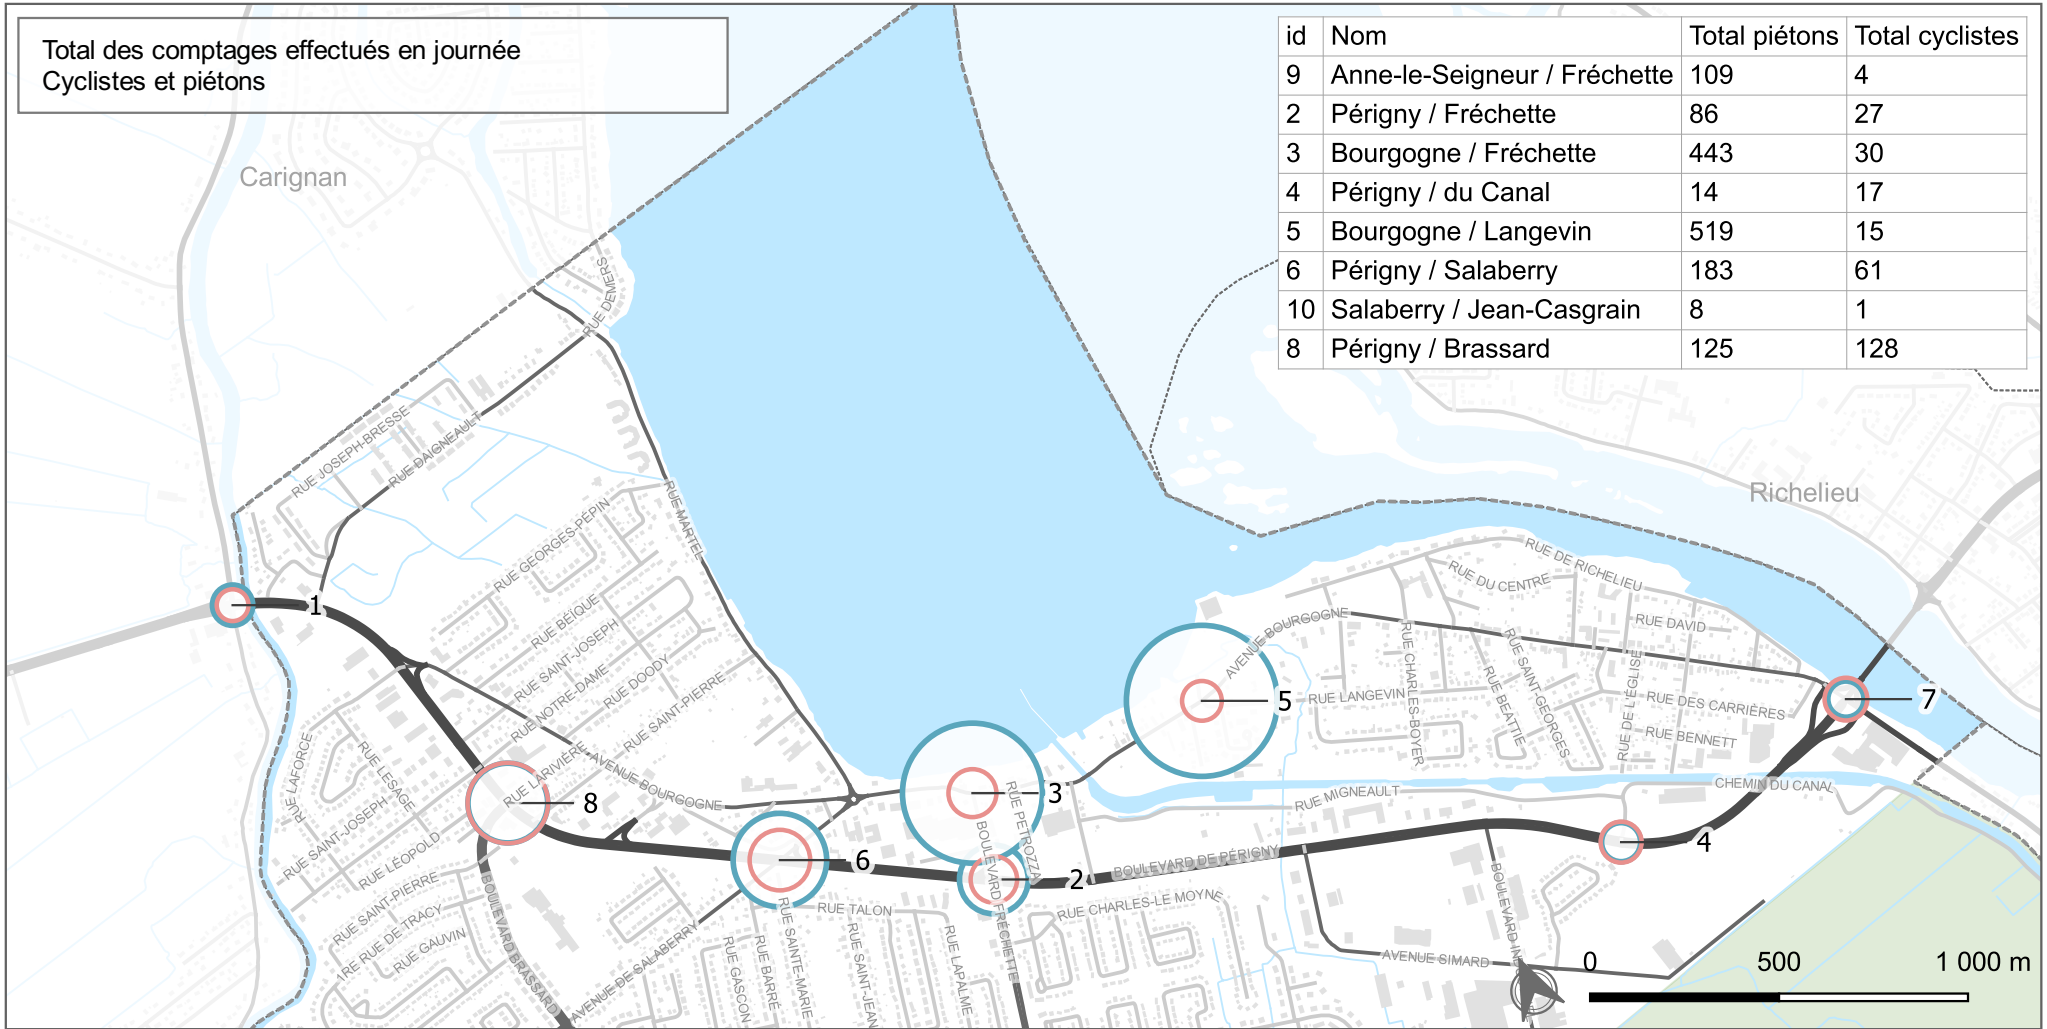 Total des comptages effectués en journée
Cyclistes et piétons
id Nom Total piétons Total cyclistes
9 Anne-le-Seigneur / Fréchette 109 4
2 Périgny / Fréchette 86 27
3 Bourgogne / Fréchette 443 30
4 Périgny / du Canal 14 17
5 Bourgogne / Langevin 519 15
6 Périgny / Salaberry 183 61
10 Salaberry / Jean-Casgrain 8 1
8 Périgny / Brassard 125 128
Carignan
Richelieu
RUE DEMERS
RUE JOSEPH-BRESSE
RUE DAIGNEAULT
RUE MARTEL
RUE GEORGES-PEPIN
RUE BEÏQUE
RUE SAINT-JOSEPH
RUE NOTRE-DAME
RUE DOODY
RUE SAINT-PIERRE
RUE LARIVIÈRE
AVENUE BOURGOGNE
RUE LAFORCE
RUE LESAGE
RUE SAINT-JOSEPH
RUE LÉOPOLD
RUE SAINT-PIERRE
1RE RUE DE TRACY
RUE GAUVIN
BOULEVARD BRASSARD
AVENUE DE SALABERRY
RUE TALON
RUE GASCON
RUE BARRÉ
RUE SAINTE-MARIE
RUE SAINT-JEAN
RUE LAPALME
BOULEVARD FRÉCHETTE
RUE PETROZZA
RUE CHARLES-LE MOYNE
BOULEVARD DE PÉRIGNY
RUE MIGNEAULT
AVENUE BOURGOGNE
RUE LANGEVIN
RUE CHARLES-BOYER
RUE BEATTIE
RUE SAINT-GEORGES
RUE DU CENTRE
RUE DE RICHELIEU
RUE DAVID
RUE DE L'ÉGLISE
RUE DES CARRIÈRES
RUE BENNETT
CHEMIN DU CANAL
AVENUE SIMARD
BOULEVARD
1
8
6
3
2
5
7
4
0 500 1 000 m